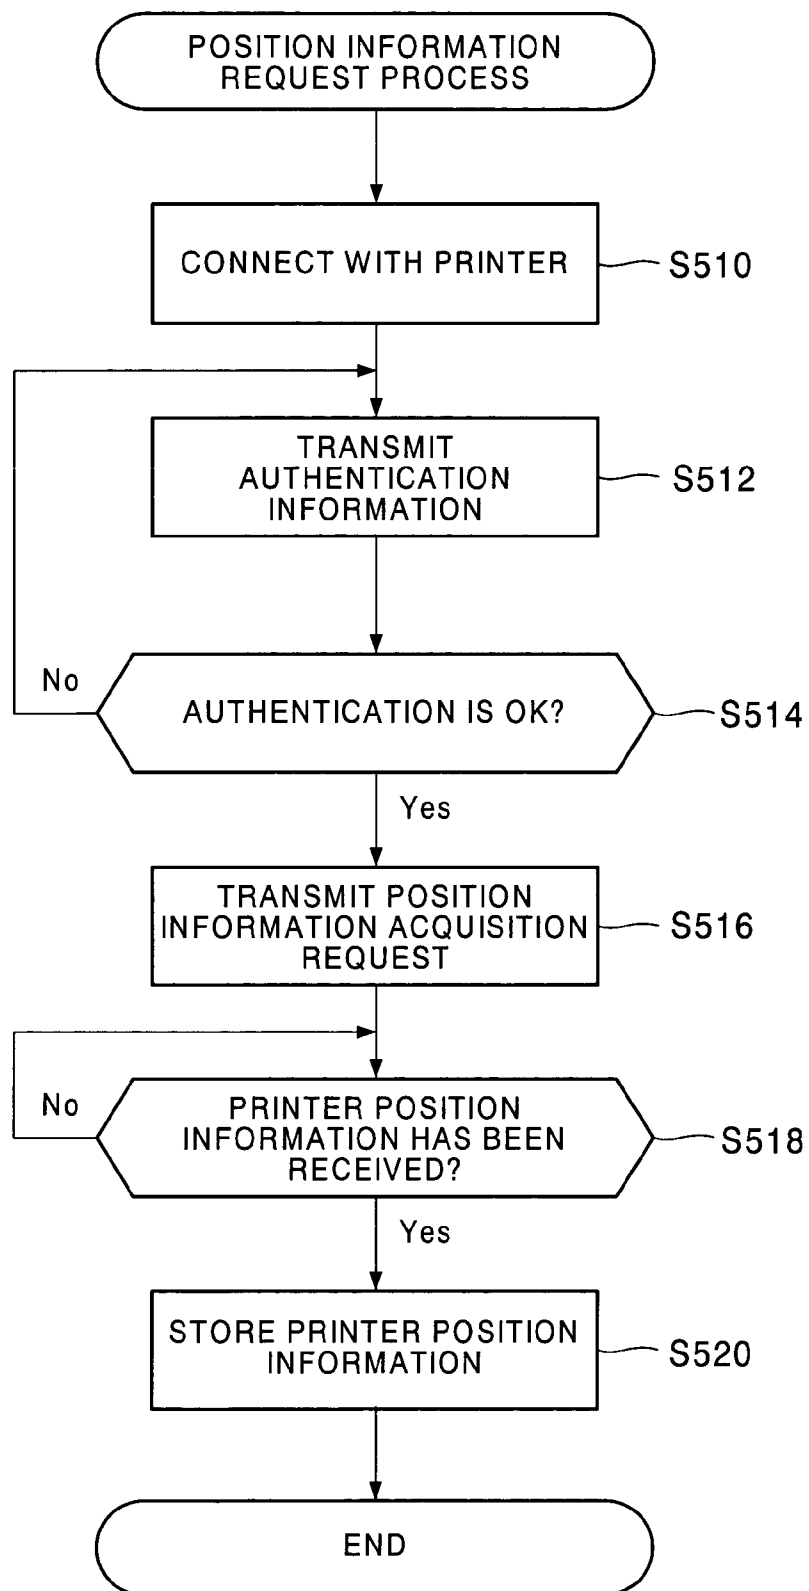 POSITION INFORMATION
REQUEST PROCESS
CONNECT WITH PRINTER
S510
TRANSMIT
AUTHENTICATION
INFORMATION
S512
No
AUTHENTICATION IS OK?
S514
Yes
TRANSMIT POSITION
INFORMATION ACQUISITION
REQUEST
S516
No
PRINTER POSITION
INFORMATION HAS BEEN
RECEIVED?
S518
Yes
STORE PRINTER POSITION
INFORMATION
S520
END